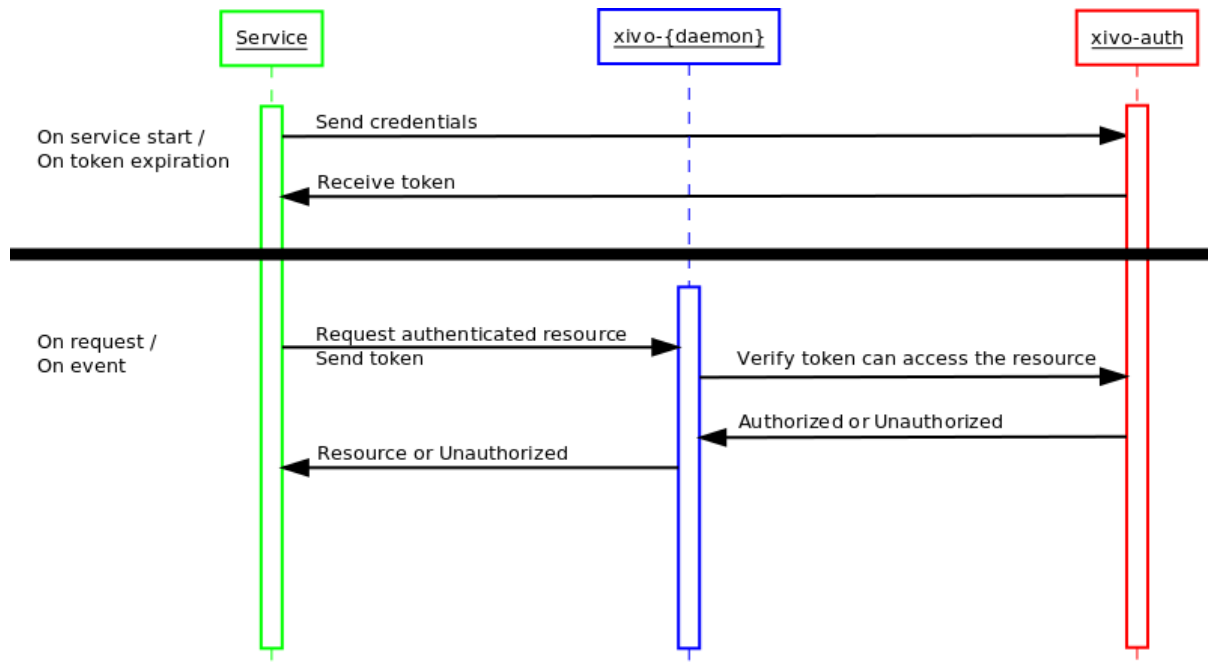 Service
xivo-{daemon}
xivo-auth
On service start /
On token expiration
Send credentials
Receive token
On request /
On event
Request authenticated resource
Send token
Verify token can access the resource
Authorized or Unauthorized
Resource or Unauthorized